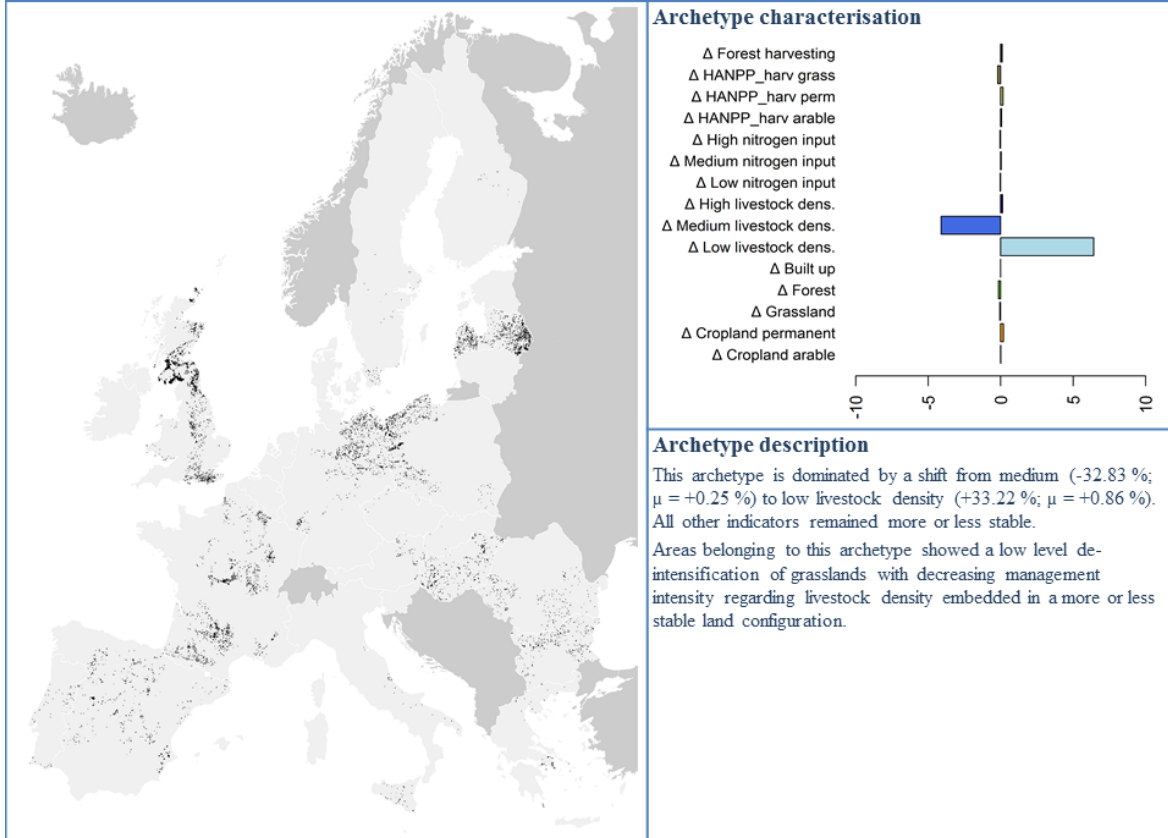 Archetype characterisation
Δ Forest harvesting
Δ HANPP_harv grass
Δ HANPP_harv perm
Δ HANPP_harv arable
Δ High nitrogen input
Δ Medium nitrogen input
Δ Low nitrogen input
Δ High livestock dens.
Δ Medium livestock dens.
Δ Low livestock dens.
Δ Built up
Δ Forest
Δ Grassland
Δ Cropland permanent
Δ Cropland arable
-10 -5 0 5 10
Archetype description
This archetype is dominated by a shift from medium (-32.83 %;
μ = +0.25 %) to low livestock density (+33.22 %; μ = +0.86 %).
All other indicators remained more or less stable.
Areas belonging to this archetype showed a low level de-
intensification of grasslands with decreasing management
intensity regarding livestock density embedded in a more or less
stable land configuration.